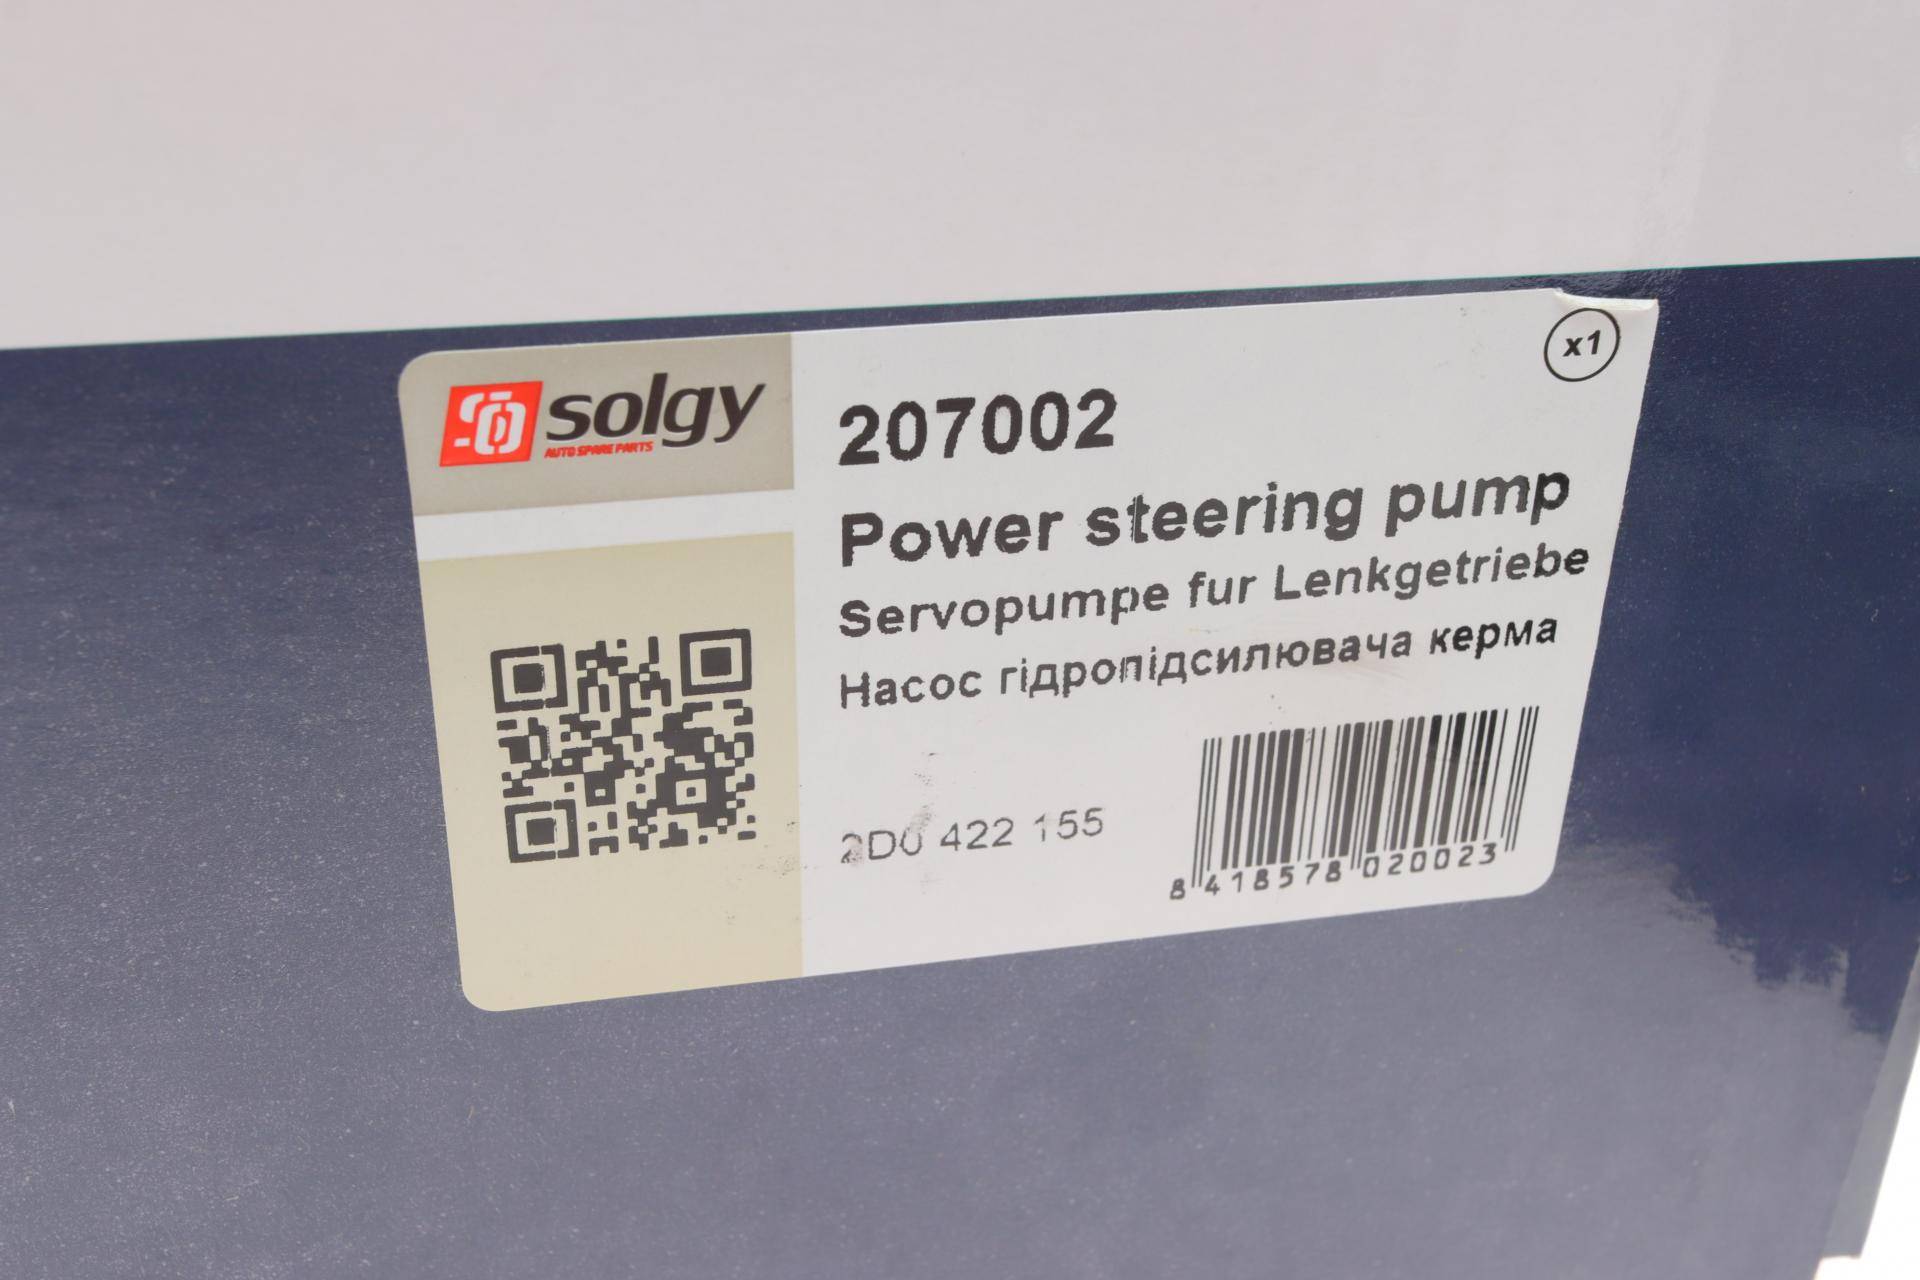 solgy
AUTO SPARE PARTS
x1
207002
Power steering pump
Servopumpe fur Lenkgetriebe
Насос гідропідсилювача керма
2D0 422 155
8 418578 020023